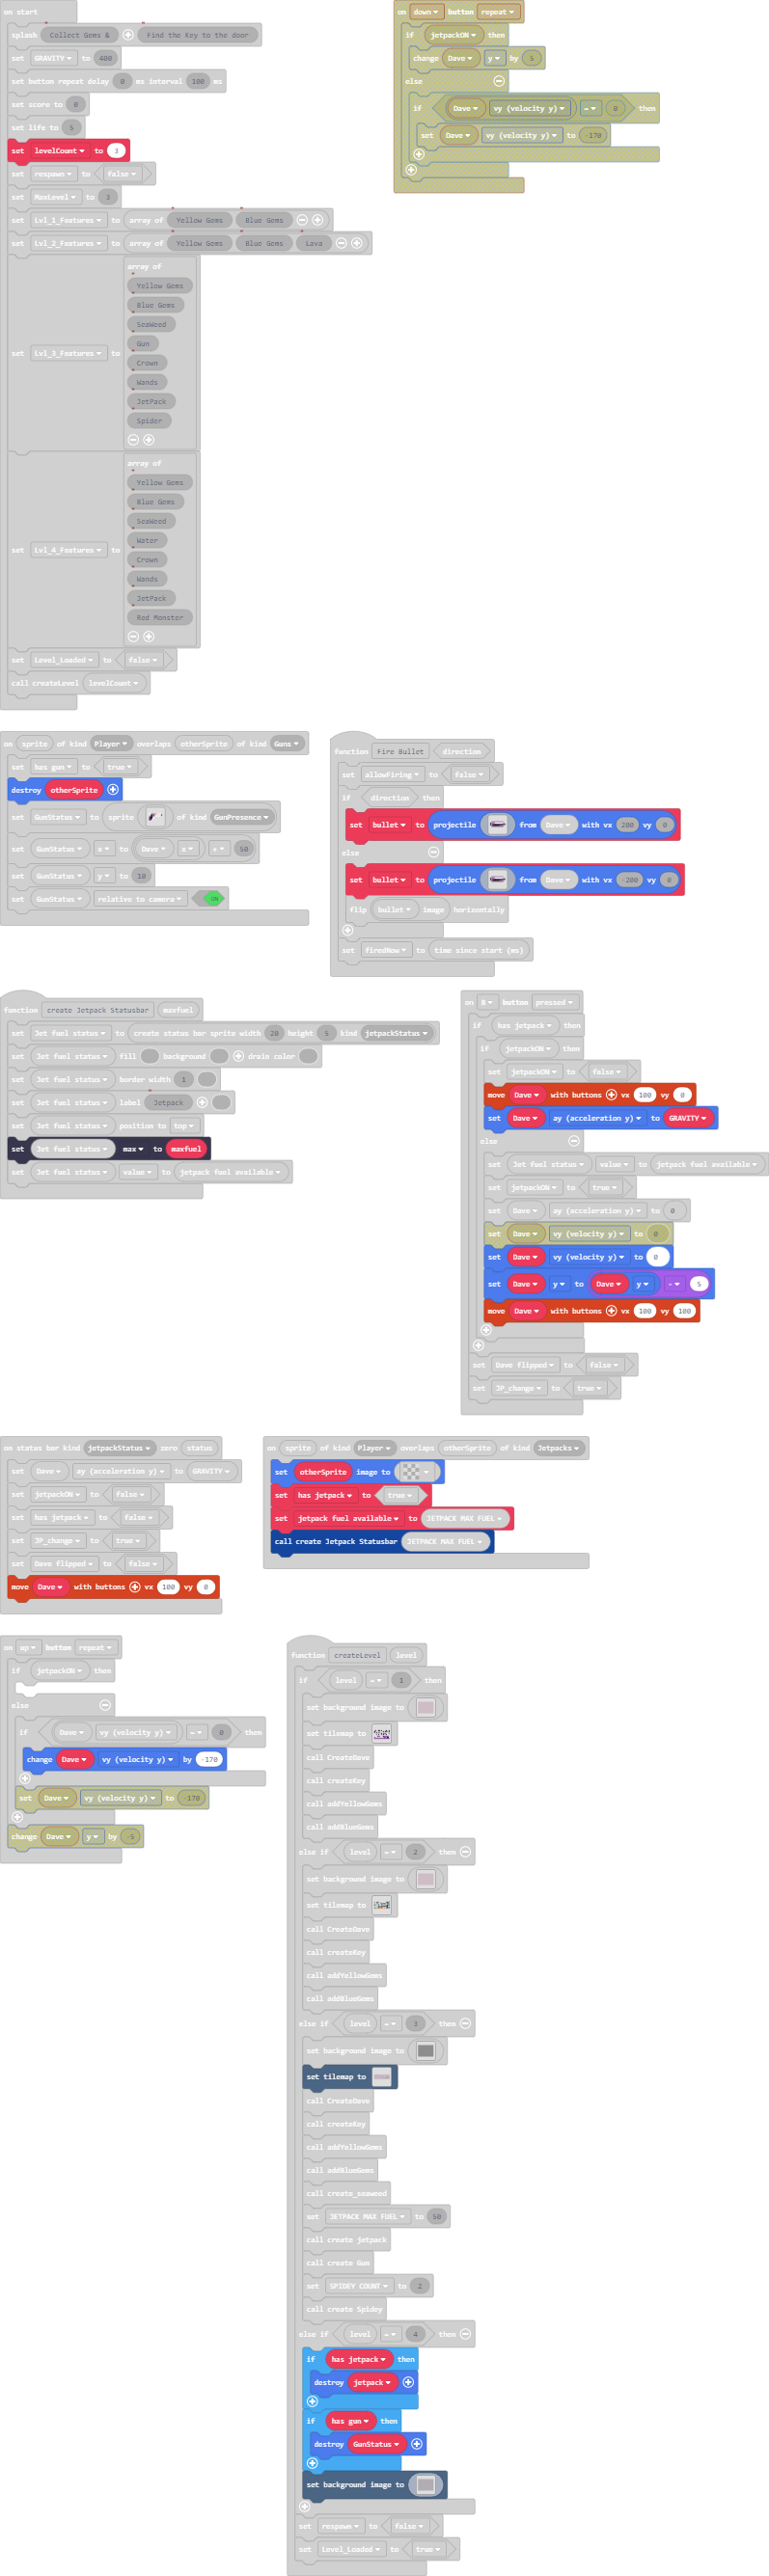 on start
splash Collect Gems & Find the Key to the door
set GRAVITY to 400
set button repeat delay 0 ms interval 100 ms
set score to 0
set life to 5
set levelCount to 3
set respawn to false
set MaxLevel to 3
set Lvl_1_Features to array of Yellow Gems Blue Gems
set Lvl_2_Features to array of Yellow Gems Blue Gems Lava
array of
Yellow Gems
Blue Gems
SeaWeed
Gun
set Lvl_3_Features to
Crown
Wands
JetPack
Spider
array of
Yellow Gems
Blue Gems
SeaWeed
Water
set Lvl_4_Features to
Crown
Wands
JetPack
Red Monster
set Level_Loaded to false
call createLevel levelCount
on down button repeat
if jetpackON then
change Dave y by 5
else
if Dave vy (velocity y) = 0 then
set Dave vy (velocity y) to -170
on sprite of kind Player overlaps otherSprite of kind Guns
set has gun to true
destroy otherSprite
set GunStatus to sprite of kind GunPresence
set GunStatus x to Dave x + 50
set GunStatus y to 10
set GunStatus relative to camera ON
function Fire Bullet direction
set allowFiring to false
if direction then
set bullet to projectile from Dave with vx 200 vy 0
else
set bullet to projectile from Dave with vx -200 vy 0
flip bullet image horizontally
set firedNow to time since start (ms)
function create Jetpack Statusbar maxfuel
set Jet fuel status to create status bar sprite width 20 height 5 kind jetpackStatus
set Jet fuel status fill background drain color
set Jet fuel status border width 1
set Jet fuel status label Jetpack
set Jet fuel status position to top
set Jet fuel status max to maxfuel
set Jet fuel status value to jetpack fuel available
on B button pressed
if has jetpack then
if jetpackON then
set jetpackON to false
move Dave with buttons vx 100 vy 0
set Dave ay (acceleration y) to GRAVITY
else
set Jet fuel status value to jetpack fuel available
set jetpackON to true
set Dave ay (acceleration y) to 0
set Dave vy (velocity y) to 0
set Dave vy (velocity y) to 0
set Dave y to Dave y - 5
move Dave with buttons vx 100 vy 100
set Dave flipped to false
set JP_change to true
on status bar kind jetpackStatus zero status
set Dave ay (acceleration y) to GRAVITY
set jetpackON to false
set has jetpack to false
set JP_change to true
set Dave flipped to false
move Dave with buttons vx 100 vy 0
on sprite of kind Player overlaps otherSprite of kind Jetpacks
set otherSprite image to
set has jetpack to true
set jetpack fuel available to JETPACK MAX FUEL
call create Jetpack Statusbar JETPACK MAX FUEL
on up button repeat
if jetpackON then
else
if Dave vy (velocity y) = 0 then
change Dave vy (velocity y) by -170
set Dave vy (velocity y) to -170
change Dave y by -5
function createLevel level
if level = 1 then
set background image to
set tilemap to
call CreateDave
call createKey
call addYellowGems
call addBlueGems
else if level = 2 then
set background image to
set tilemap to
call CreateDave
call createKey
call addYellowGems
call addBlueGems
else if level = 3 then
set background image to
set tilemap to
call CreateDave
call createKey
call addYellowGems
call addBlueGems
call create_seaweed
set JETPACK MAX FUEL to 50
call create jetpack
call create Gun
set SPIDEY COUNT to 2
call create Spidey
else if level = 4 then
if has jetpack then
destroy jetpack
if has gun then
destroy GunStatus
set background image to
set respawn to false
set Level_Loaded to true